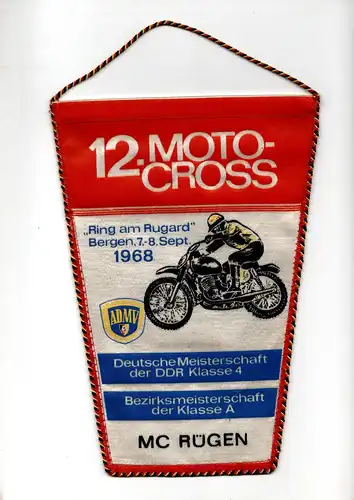 12. MOTO-
CROSS
„Ring am Rugard"
Bergen, 7.-8. Sept.
1968
ADMV
Deutsche Meisterschaft
der DDR Klasse 4
Bezirksmeisterschaft
der Klasse A
MC RÜGEN